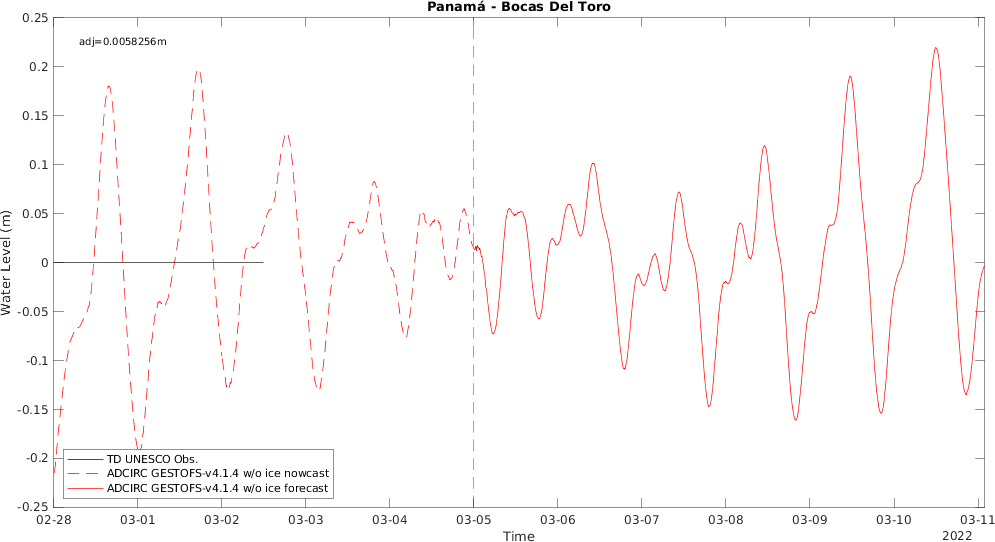 Panamá - Bocas Del Toro
adj=0.0058256m
0.25
0.2
0.15
0.1
0.05
0
-0.05
-0.1
-0.15
-0.2
-0.25
Water Level (m)
TD UNESCO Obs.
ADCIRC GESTOFS-v4.1.4 w/o ice nowcast
ADCIRC GESTOFS-v4.1.4 w/o ice forecast
02-28 03-01 03-02 03-03 03-04 03-05 03-06 03-07 03-08 03-09 03-10 03-11
Time
2022